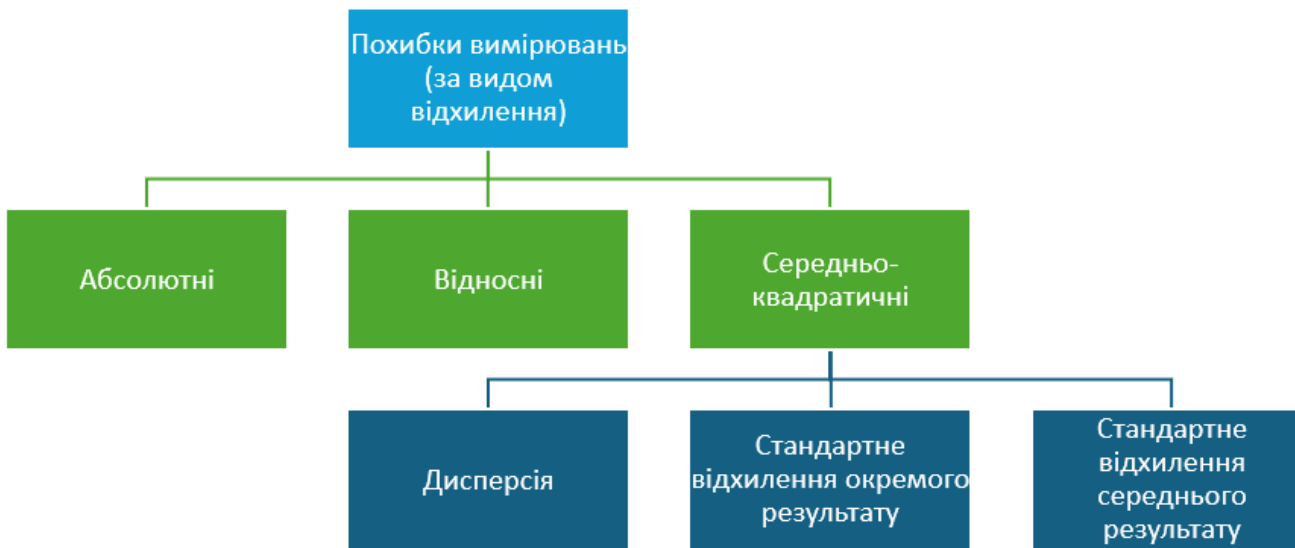 Похибки вимірювань
(за видом
відхилення)
Абсолютні
Відносні
Середньо-
квадратичні
Дисперсія
Стандартне
відхилення окремого
результату
Стандартне
відхилення
середнього
результату